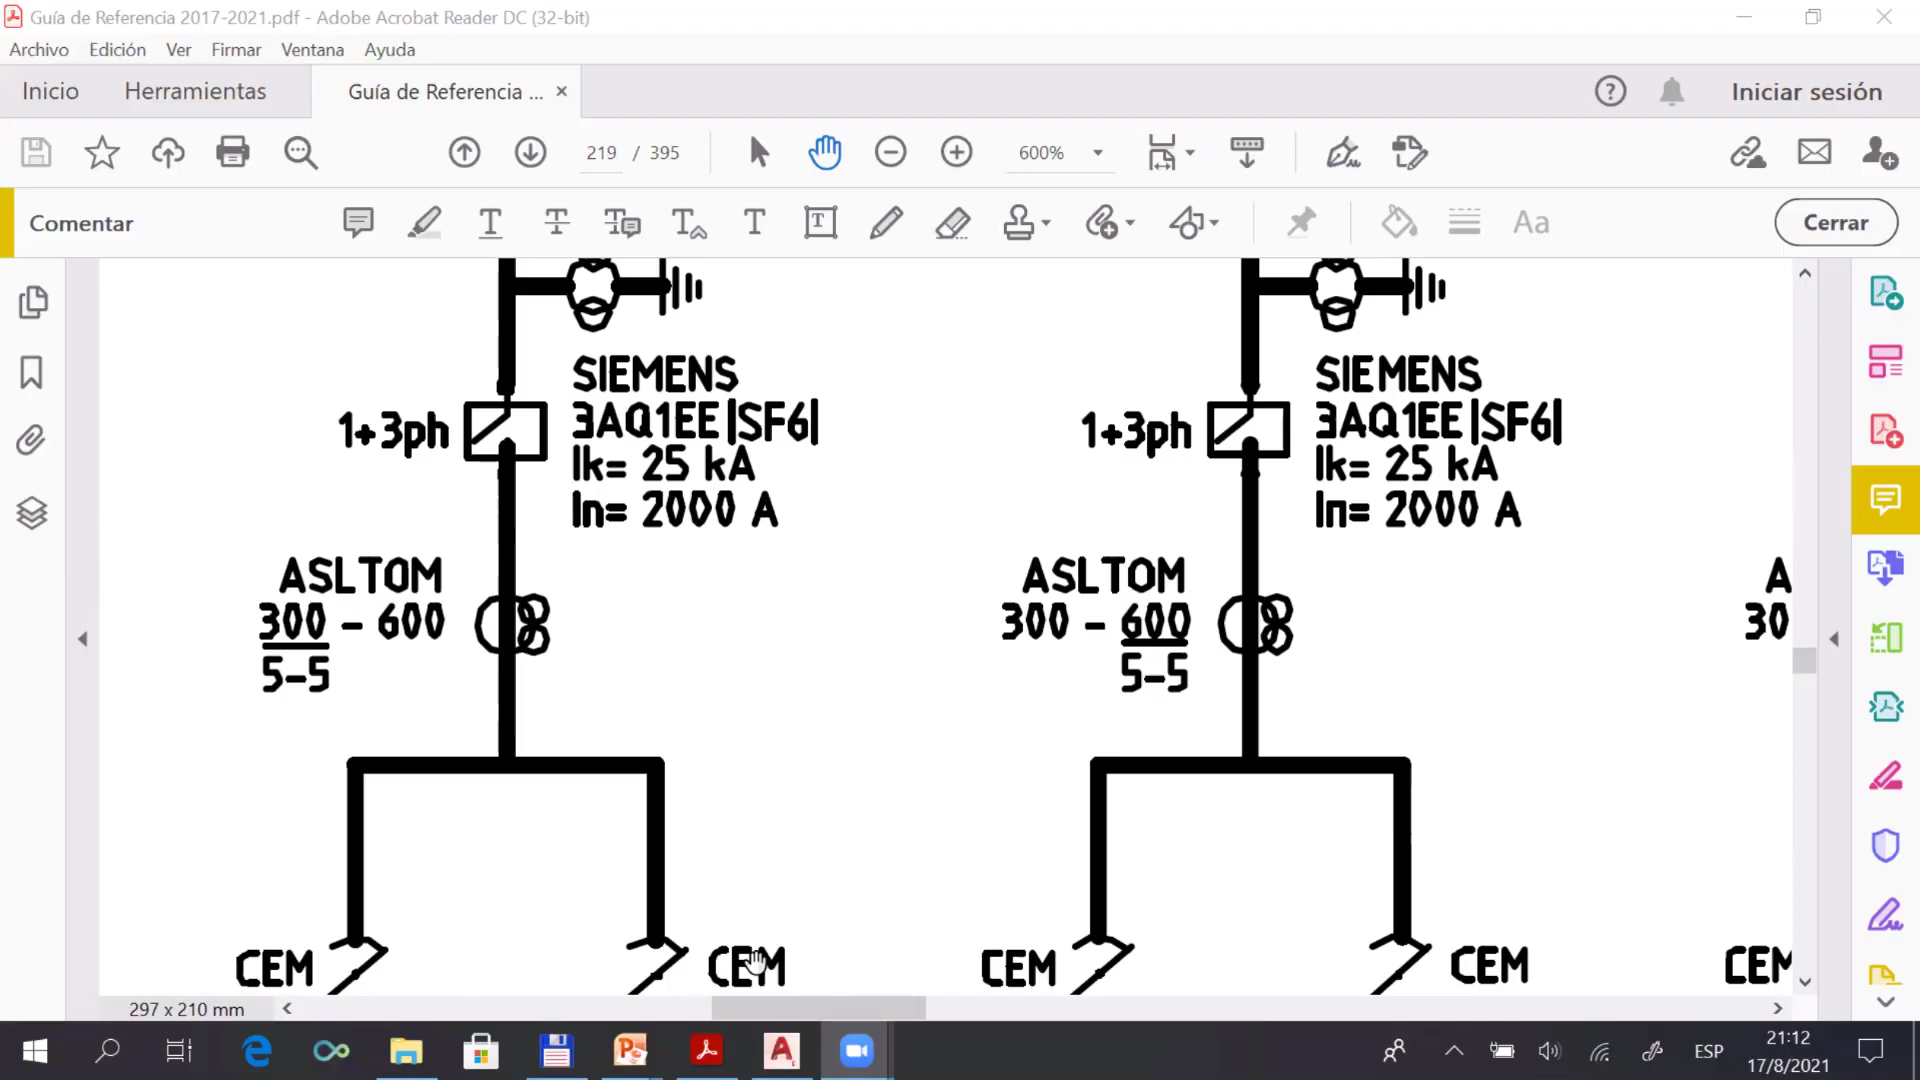 Guía de Referencia 2017-2021.pdf - Adobe Acrobat Reader DC (32-bit)
Archivo Edición Ver Firmar Ventana Ayuda
Inicio Herramientas Guía de Referencia ... × Iniciar sesión
219 / 395 600%
Comentar Aa Cerrar
SIEMENS SIEMENS
1+3ph 3AQ1EE|SF6| 1+3ph 3AQ1EE|SF6|
Ik= 25 kA Ik= 25 kA
In= 2000 A In= 2000 A
ASLTOM ASLTOM A
300 - 600 300 - 600 30
5-5 5-5
CEM CEM CEM CEM CEM
297 x 210 mm
ESP 21:12
17/8/2021